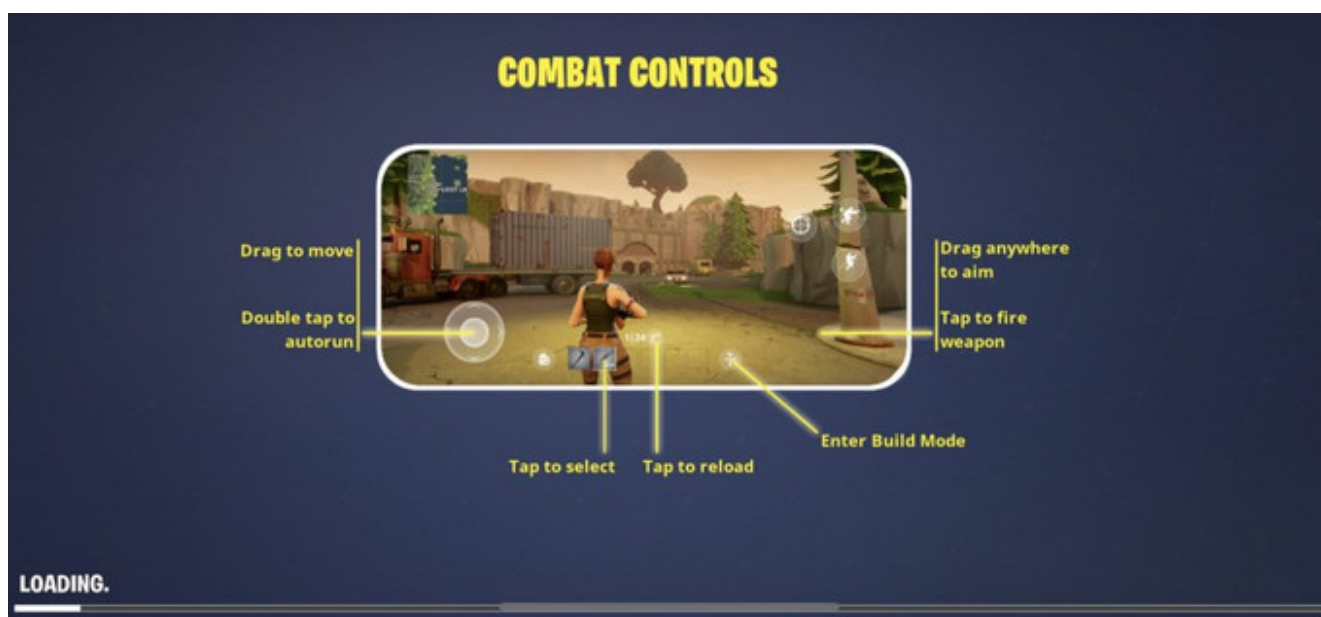 COMBAT CONTROLS
Drag to move
Double tap to
autorun
Drag anywhere
to aim
Tap to fire
weapon
Enter Build Mode
Tap to select
Tap to reload
LOADING.